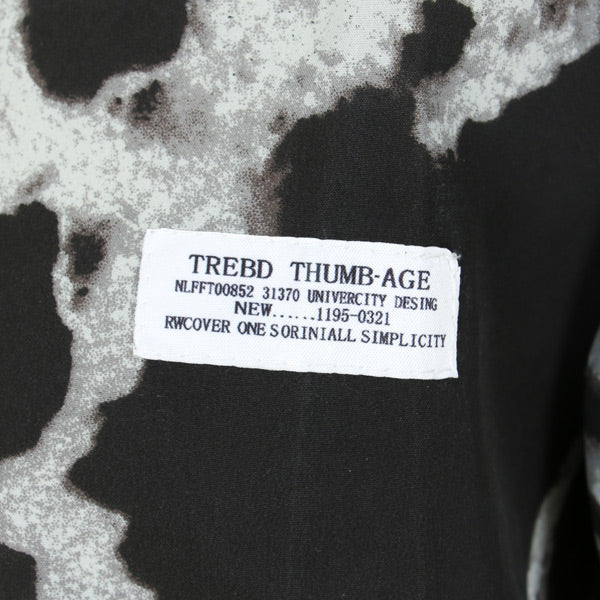 TREBD THUMB-AGE
NLFFT00852 31370 UNIVERCITY DESING
NEW......1195-0321
RWCOVER ONE SORINIALL SIMPLICITY